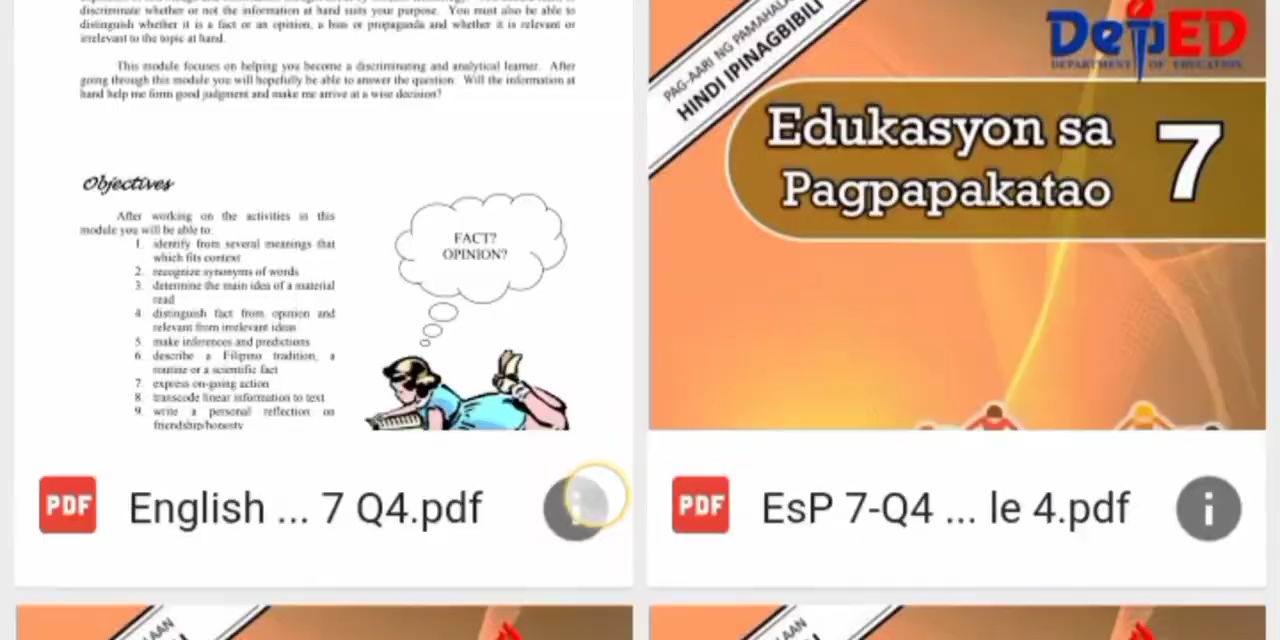 discriminate whether or not the information at hand suits your purpose. You must also be able to
distinguish whether it is a fact or an opinion, a bias or propaganda and whether it is relevant or
irrelevant to the topic at hand.
This module focuses on helping you become a discriminating and analytical learner. After
going through this module you will hopefully be able to answer the question: Will the information at
hand help me form good judgment and make me arrive at a wise decision?
Objectives
After working on the activities in this
module you will be able to:
1. identify from several meanings that
which fits context
2. recognize synonyms of words
3. determine the main idea of a material
read
4. distinguish fact from opinion and
relevant from irrelevant ideas
5. make inferences and predictions
6. describe a Filipino tradition, a
routine or a scientific fact
7. express on-going action
8. transcode linear information to text
9. write a personal reflection on
friendship/honesty
FACT?
OPINION?
PDF English ... 7 Q4.pdf i
PAG-AARI NG PAMAHALA
HINDI IPINAGBIBILI
DepED
DEPARTMENT OF EDUCATION
Edukasyon sa
Pagpapakatao 7
PDF EsP 7-Q4 ... le 4.pdf i
LAAN
LAAN